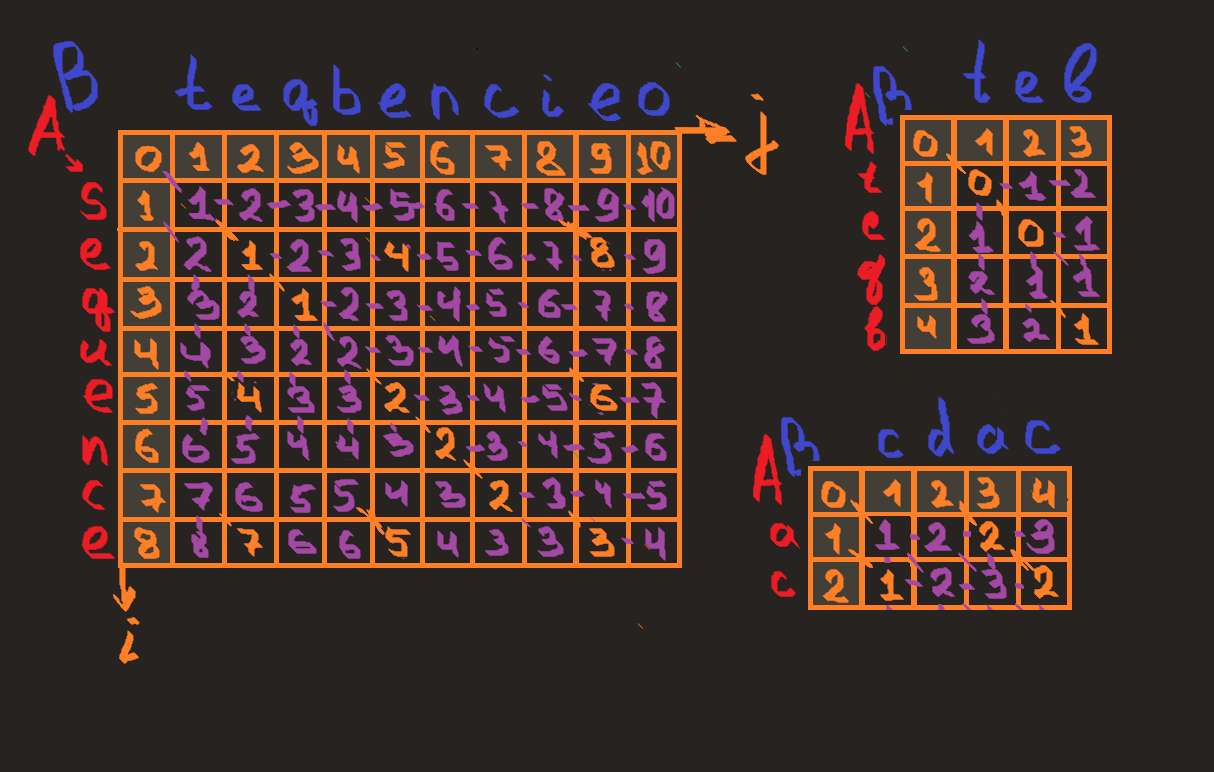 B t e q b e n c i e o
A
0 1 2 3 4 5 6 7 8 9 10 j
s 1 1 2 3 4 5 6 7 8 9 10
e 2 2 1 2 3 4 5 6 7 8 9
q 3 3 2 1 2 3 4 5 6 7 8
u 4 4 3 2 2 3 4 5 6 7 8
e 5 5 4 3 3 2 3 4 5 6 7
n 6 6 5 4 4 3 2 3 4 5 6
c 7 7 6 5 5 4 3 2 3 4 5
e 8 8 7 6 6 5 4 3 3 3 4
i
A B t e b
0 1 2 3
t 1 0 1 2
e 2 1 0 1
q 3 2 1 1
b 4 3 2 1
A B c d a c
0 1 2 3 4
a 1 1 2 2 3
c 2 1 2 3 2